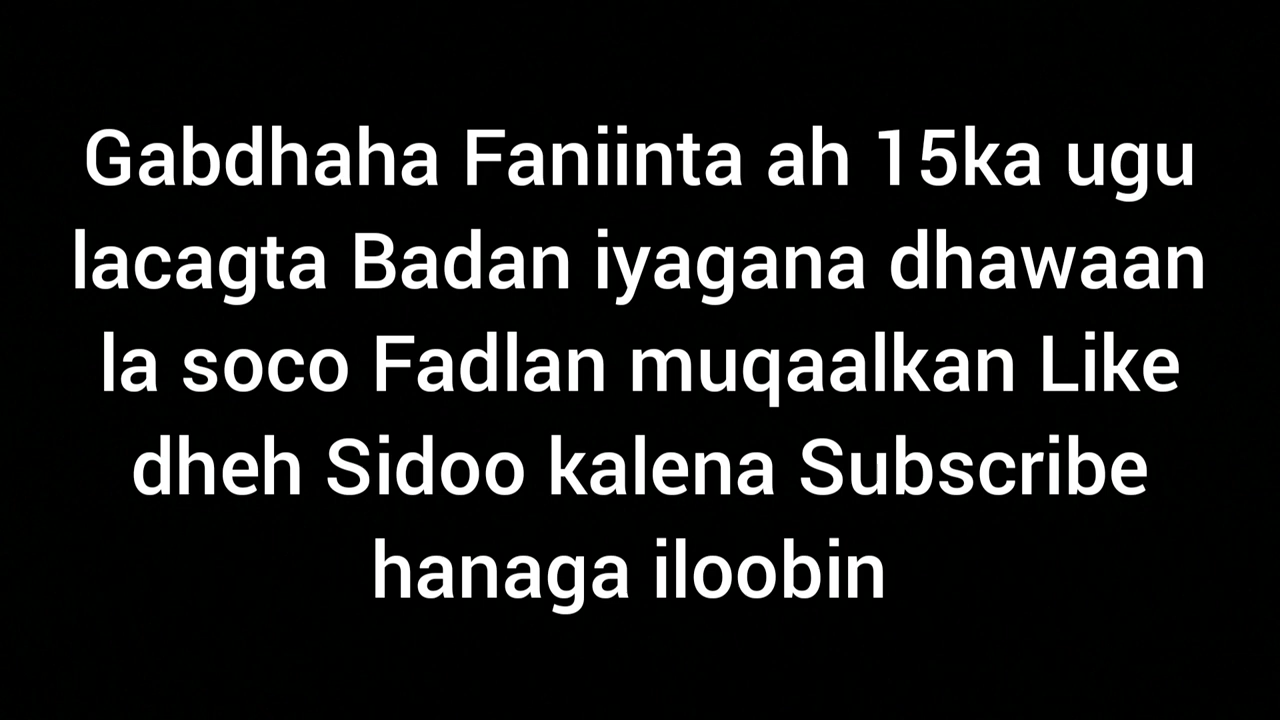 Gabdhaha Faniinta ah 15ka ugu
lacagta Badan iyagana dhawaan
la soco Fadlan muqaalkan Like
dheh Sidoo kalena Subscribe
hanaga iloobin